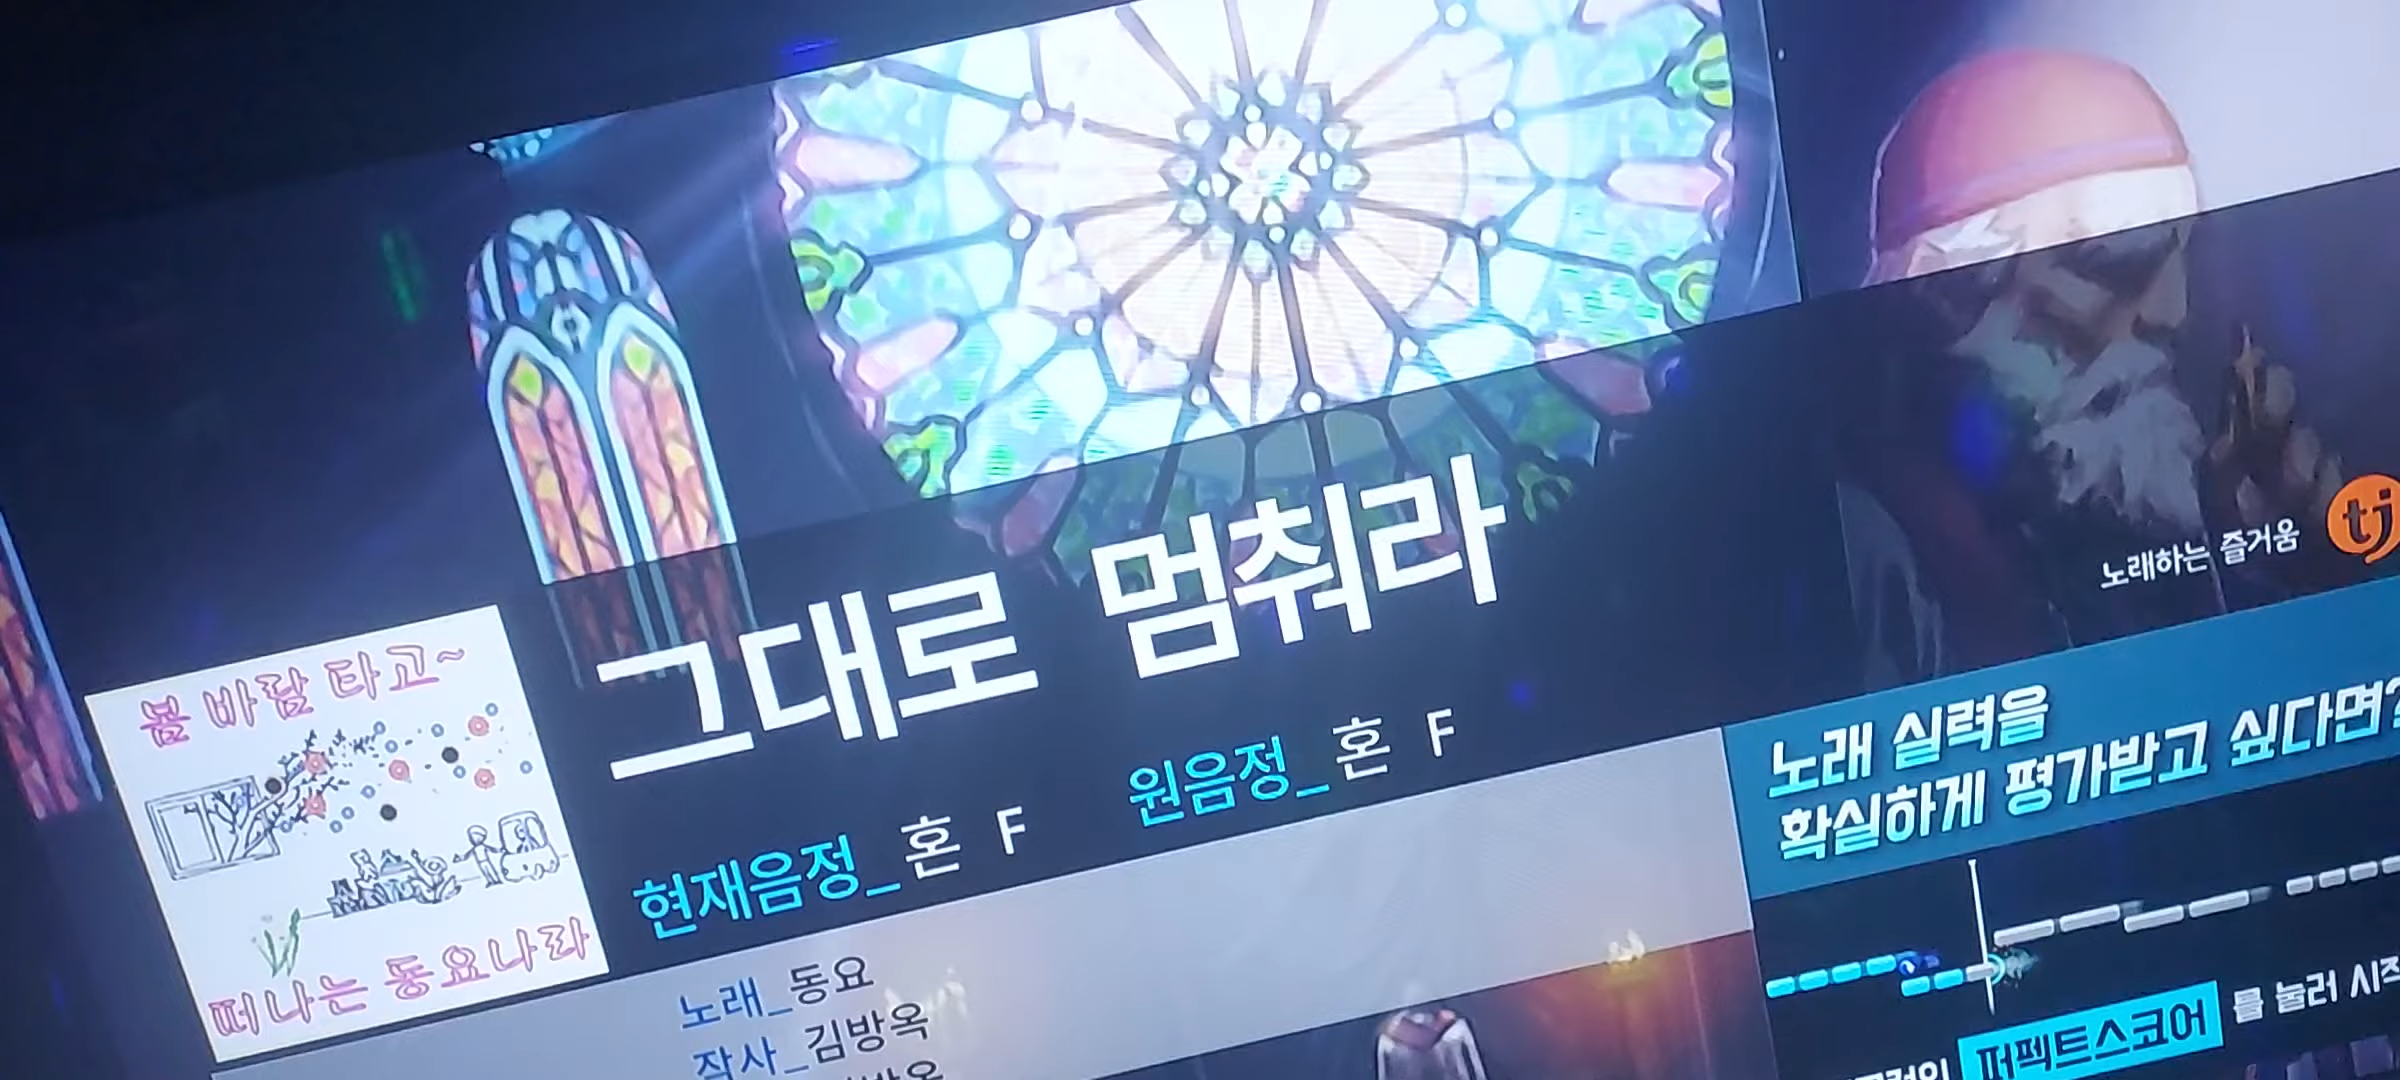 그대로 멈춰라
노래하는 즐거움 tj
봄 바람 타고~
떠나는 동요나라
현재음정_혼 F 원음정_혼 F
노래_동요
작사_김방옥
노래 실력을
확실하게 평가받고 싶다면?
퍼펙트스코어 를 눌러